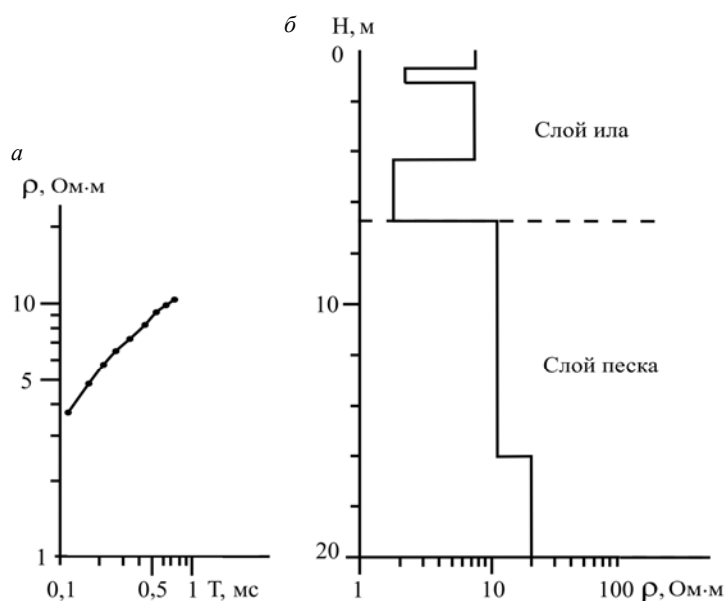 а
ρ, Ом·м
10
5
1
0,1
0,5
1
T, мс
б
H, м
0
Слой ила
10
Слой песка
20
1
10
100
ρ, Ом·м